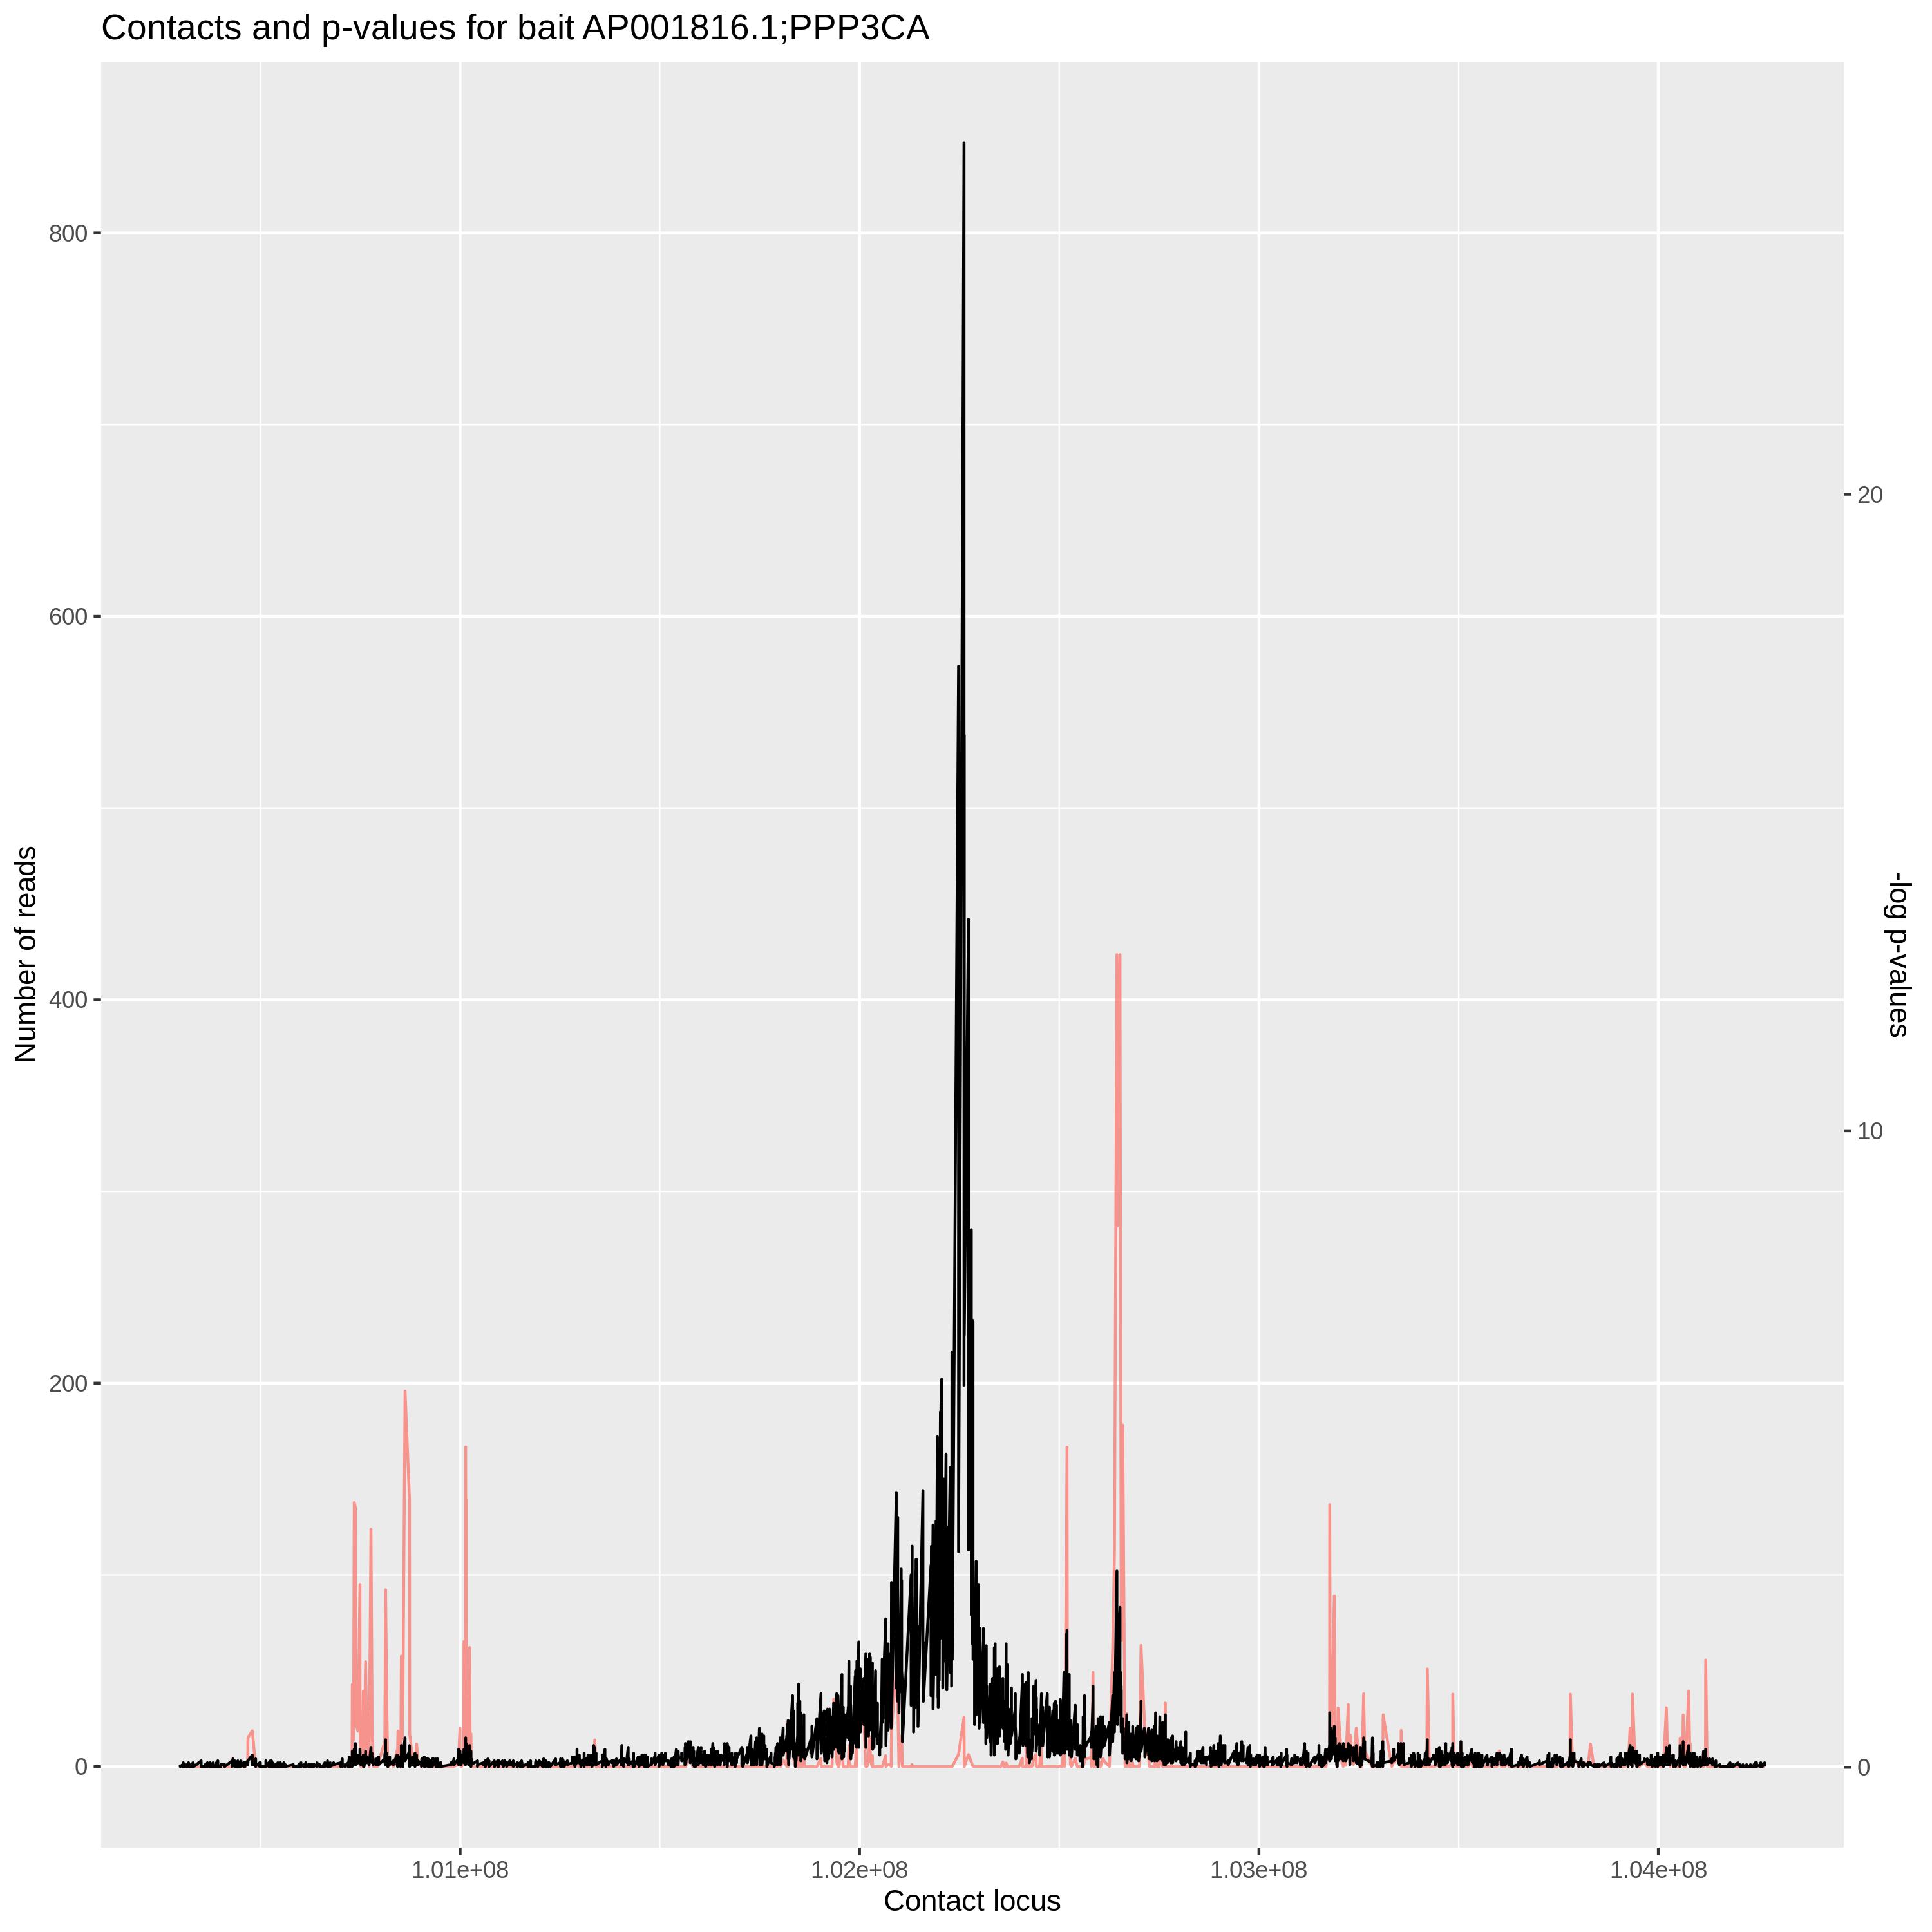 Contacts and p-values for bait AP001816.1;PPP3CA
800
600
400
200
0
Number of reads
20
10
0
-log p-values
1.01e+08
1.02e+08
1.03e+08
1.04e+08
Contact locus